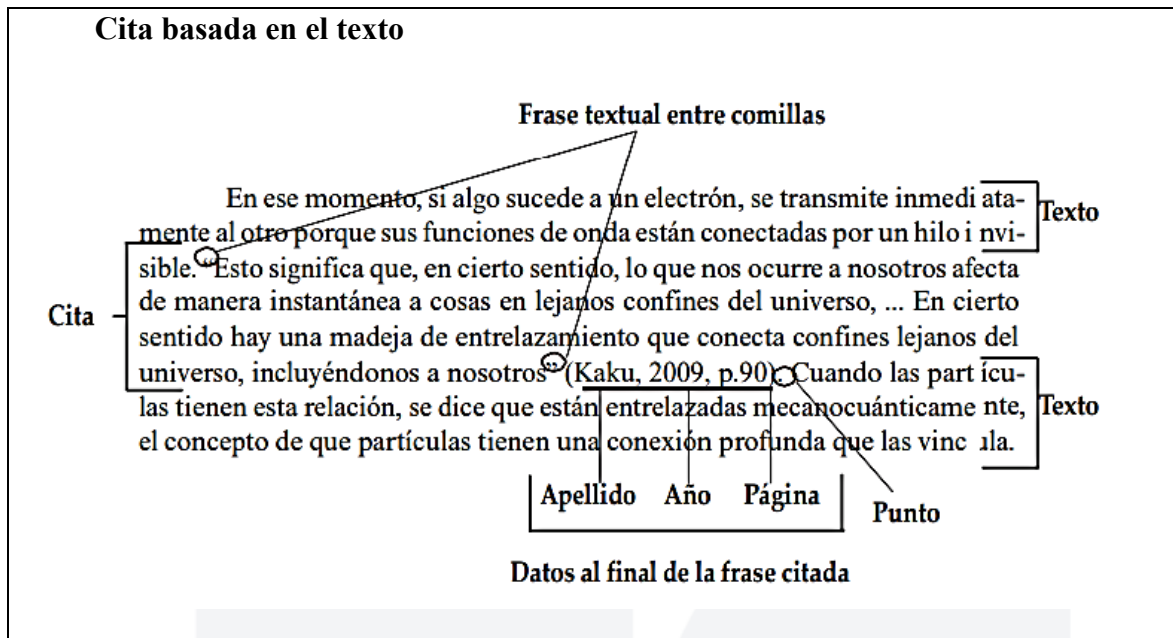 Cita basada en el texto
Frase textual entre comillas
En ese momento, si algo sucede a un electrón, se transmite inmedi ata-
mente al otro porque sus funciones de onda están conectadas por un hilo i nvi-
sible. “Esto significa que, en cierto sentido, lo que nos ocurre a nosotros afecta
de manera instantánea a cosas en lejanos confines del universo, ... En cierto
sentido hay una madeja de entrelazamiento que conecta confines lejanos del
universo, incluyéndonos a nosotros” (Kaku, 2009, p.90). Cuando las part ícu-
las tienen esta relación, se dice que están entrelazadas mecanocuánticame nte,
el concepto de que partículas tienen una conexión profunda que las vinc ula.
Texto
Cita
Texto
Apellido Año Página
Punto
Datos al final de la frase citada